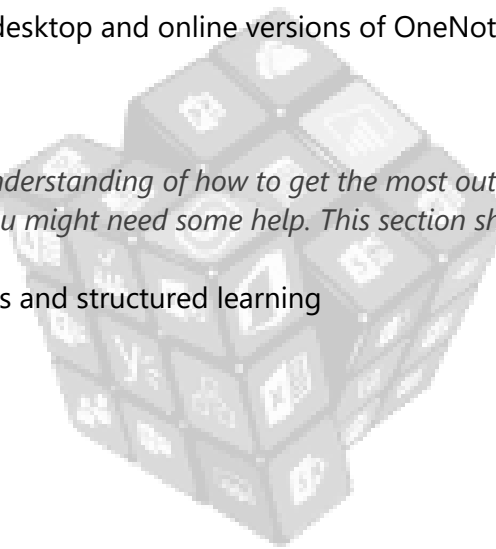 desktop and online versions of OneNot
nderstanding of how to get the most out
u might need some help. This section sh
s and structured learning